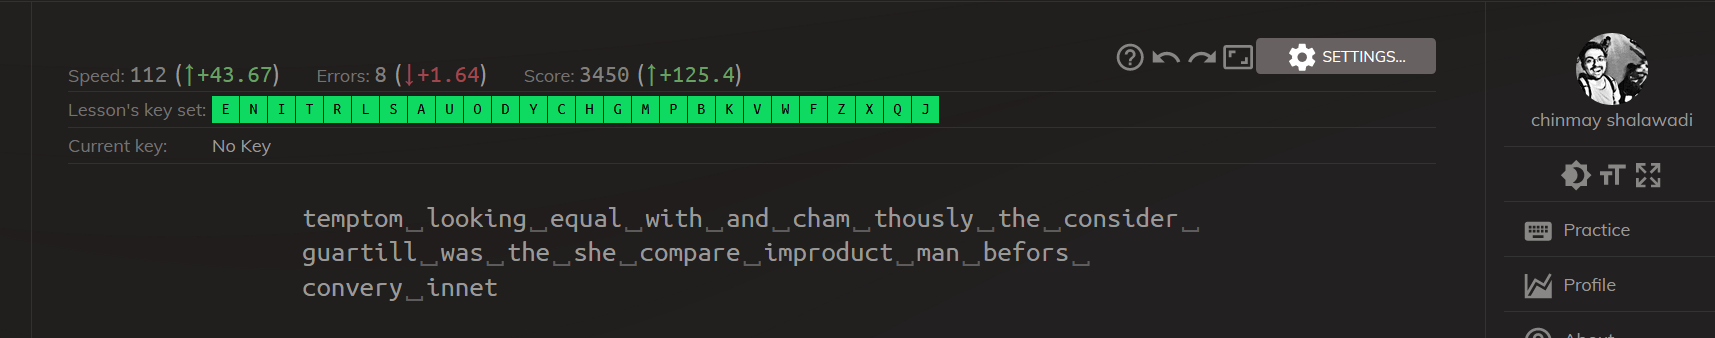 Speed: 112 (↑+43.67) Errors: 8 (↓+1.64) Score: 3450 (↑+125.4)
SETTINGS...
Lesson's key set: E N I T R L S A U O D Y C H G M P B K V W F Z X Q J
Current key: No Key
temptom␣looking␣equal␣with␣and␣cham␣thously␣the␣consider␣
guartill␣was␣the␣she␣compare␣improduct␣man␣befors␣
convery␣innet
chinmay shalawadi
Practice
Profile
About